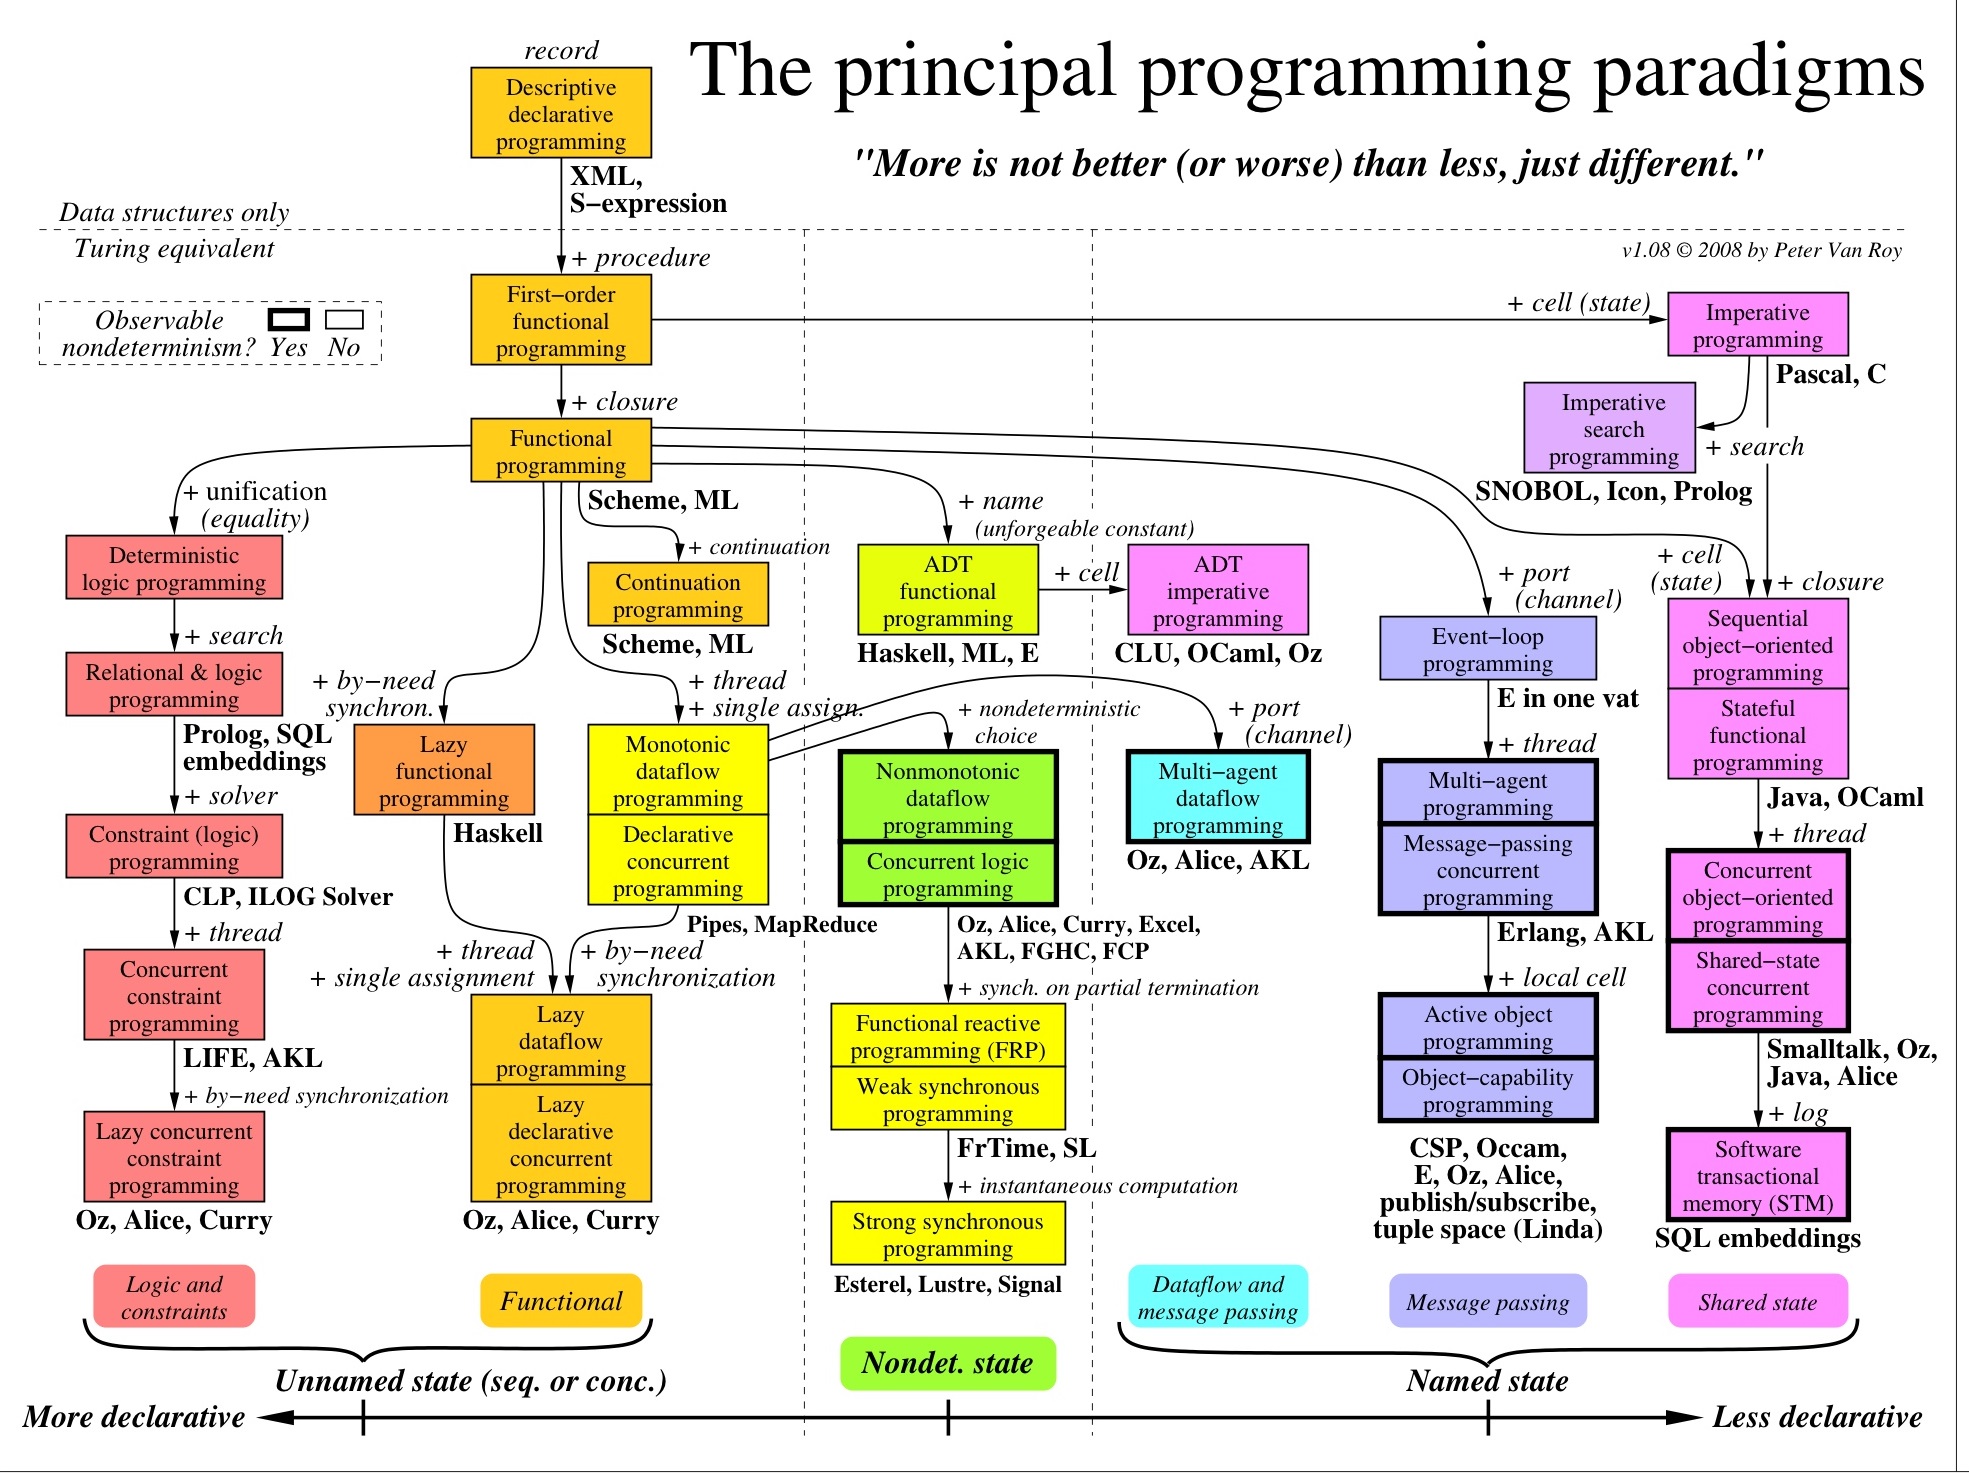 The principal programming paradigms
"More is not better (or worse) than less, just different."
v1.08 © 2008 by Peter Van Roy
record
Descriptive
declarative
programming
XML,
S−expression
Data structures only
Turing equivalent
Observable
nondeterminism? Yes No
+ procedure
First−order
functional
programming
+ cell (state)
Imperative
programming
Pascal, C
+ search
Imperative
search
programming
SNOBOL, Icon, Prolog
+ closure
Functional
programming
Scheme, ML
+ unification
(equality)
Deterministic
logic programming
+ search
Relational & logic
programming
Prolog, SQL
embeddings
+ solver
Constraint (logic)
programming
CLP, ILOG Solver
+ thread
Concurrent
constraint
programming
LIFE, AKL
+ by−need synchronization
Lazy concurrent
constraint
programming
Oz, Alice, Curry
+ continuation
Continuation
programming
Scheme, ML
+ by−need
synchron.
Lazy
functional
programming
Haskell
+ thread
+ single assign.
Monotonic
dataflow
programming
Declarative
concurrent
programming
Pipes, MapReduce
+ thread
+ single assignment
+ by−need
synchronization
Lazy
dataflow
programming
Lazy
declarative
concurrent
programming
Oz, Alice, Curry
+ name
(unforgeable constant)
ADT
functional
programming
Haskell, ML, E
+ cell
ADT
imperative
programming
CLU, OCaml, Oz
+ nondeterministic
choice
Nonmonotonic
dataflow
programming
Concurrent logic
programming
Oz, Alice, Curry, Excel,
AKL, FGHC, FCP
+ synch. on partial termination
Functional reactive
programming (FRP)
Weak synchronous
programming
FrTime, SL
+ instantaneous computation
Strong synchronous
programming
Esterel, Lustre, Signal
+ port
(channel)
Multi−agent
dataflow
programming
Oz, Alice, AKL
+ port
(channel)
Event−loop
programming
E in one vat
+ thread
Multi−agent
programming
Message−passing
concurrent
programming
Erlang, AKL
+ local cell
Active object
programming
Object−capability
programming
CSP, Occam,
E, Oz, Alice,
publish/subscribe,
tuple space (Linda)
+ cell
(state)
+ closure
Sequential
object−oriented
programming
Stateful
functional
programming
Java, OCaml
+ thread
Concurrent
object−oriented
programming
Shared−state
concurrent
programming
Smalltalk, Oz,
Java, Alice
+ log
Software
transactional
memory (STM)
SQL embeddings
Logic and
constraints
Functional
Dataflow and
message passing
Message passing
Shared state
Unnamed state (seq. or conc.)
Nondet. state
Named state
More declarative
Less declarative